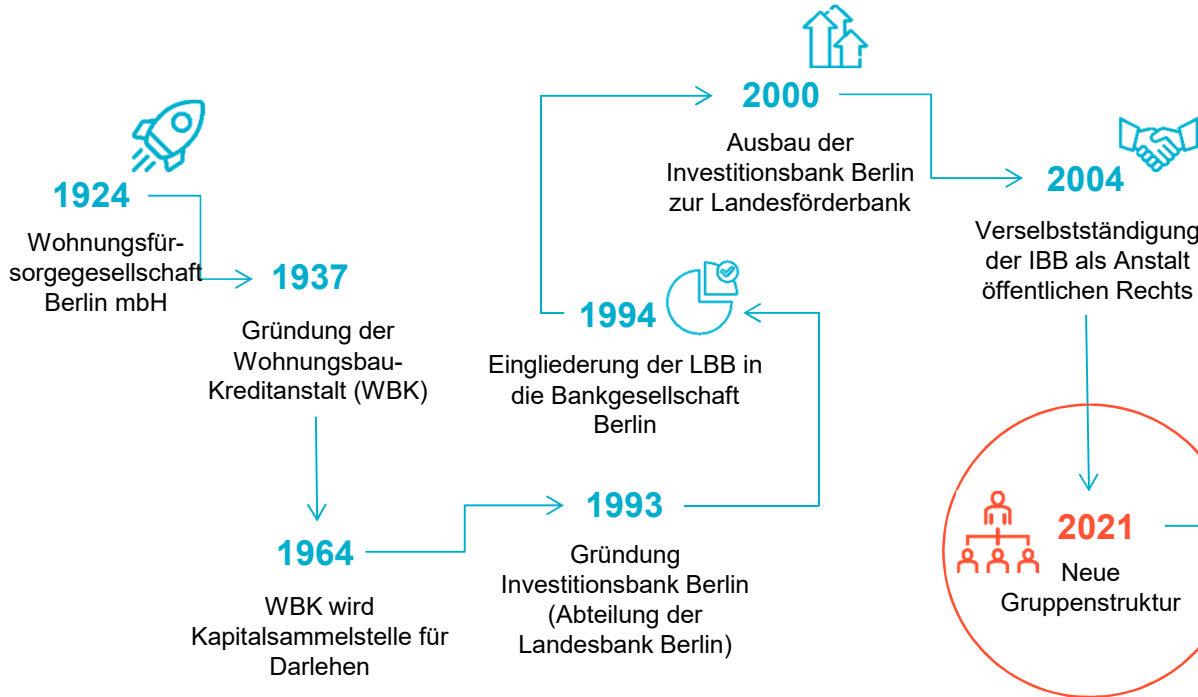 1924
Wohnungsfür-
sorgegesellschaft
Berlin mbH
1937
Gründung der
Wohnungsbau-
Kreditanstalt (WBK)
1964
WBK wird
Kapitalsammelstelle für
Darlehen
1993
Gründung
Investitionsbank Berlin
(Abteilung der
Landesbank Berlin)
1994
Eingliederung der LBB in
die Bankgesellschaft
Berlin
2000
Ausbau der
Investitionsbank Berlin
zur Landesförderbank
2004
Verselbstständigung
der IBB als Anstalt
öffentlichen Rechts
2021
Neue
Gruppenstruktur